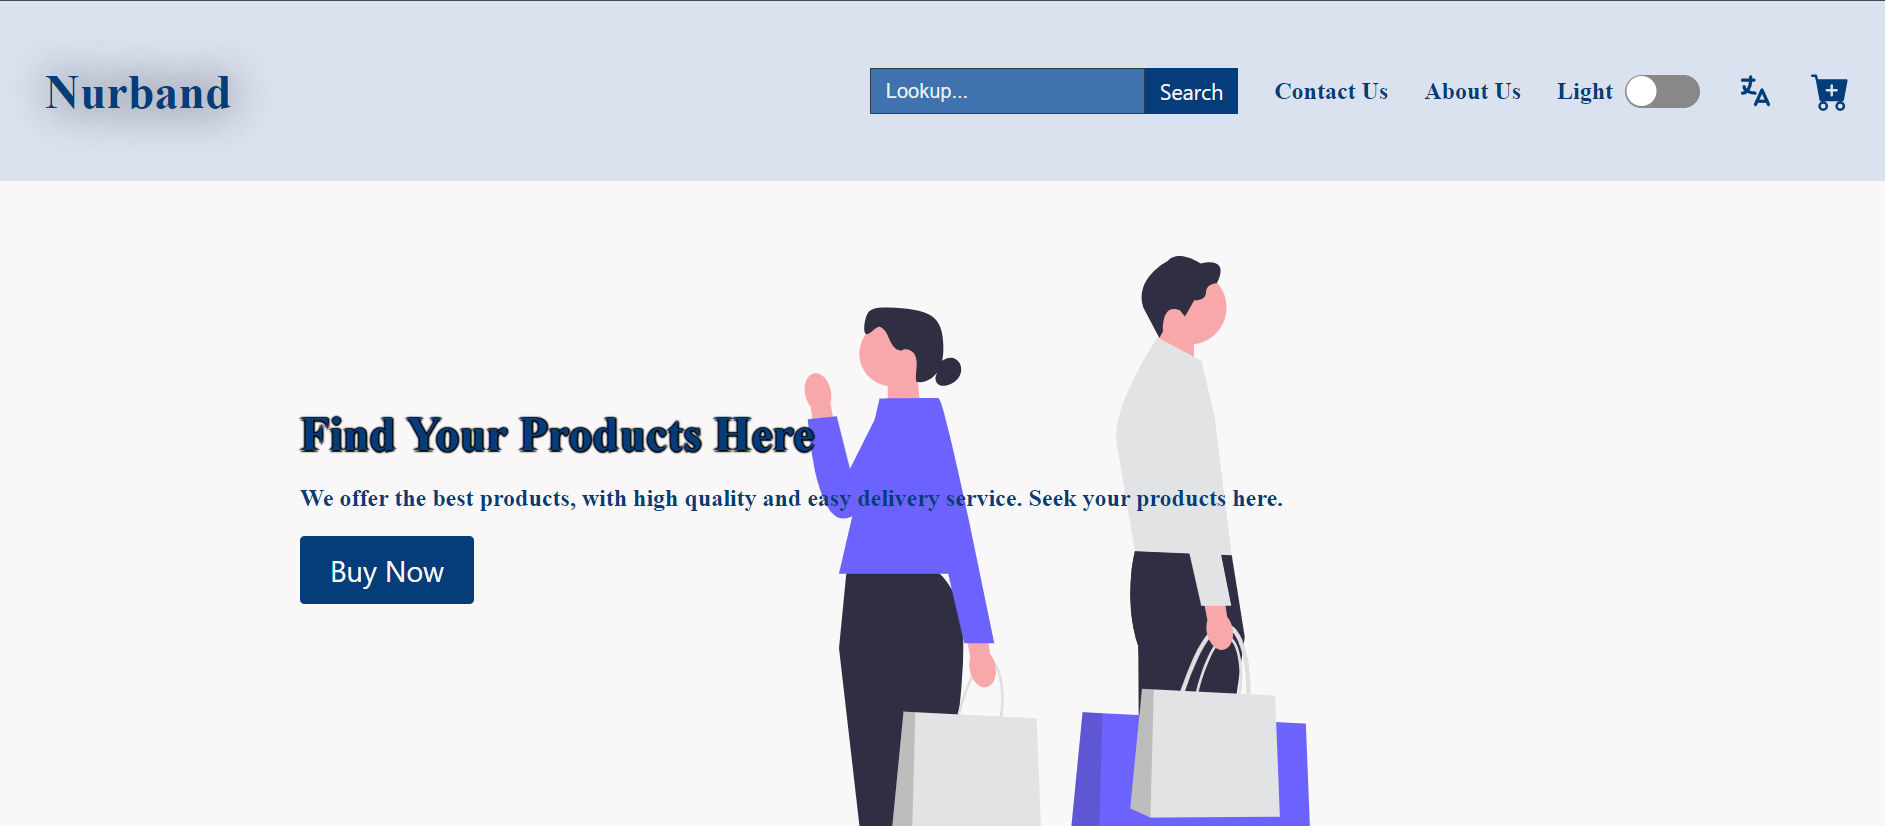 Nurband
Lookup... Search Contact Us About Us Light
Find Your Products Here
We offer the best products, with high quality and easy delivery service. Seek your products here.
Buy Now